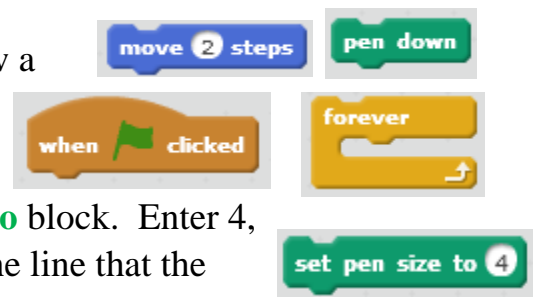 move 2 steps
pen down
a
when clicked
forever
o block. Enter 4,
e line that the
set pen size to 4